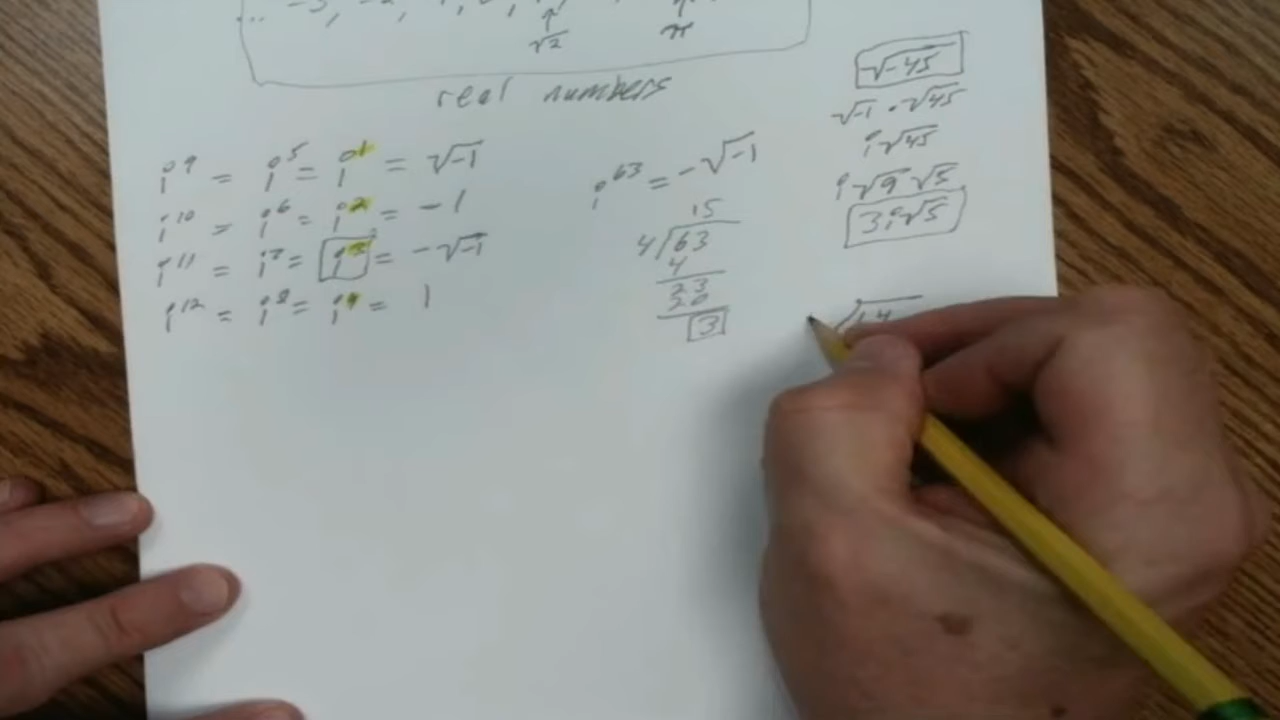 √2 π
real numbers
i⁹ = i⁵ = i¹ = √-1
i¹⁰ = i⁶ = i² = -1
i¹¹ = i⁷ = i³ = -√-1
i¹² = i⁸ = i⁴ = 1
i⁶³ = -√-1
15
4/63
4
23
20
3
√-45
√-1 · √45
i√45
i√9 √5
3i√5